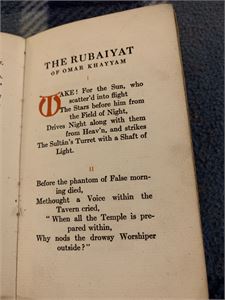 THE RUBAIYAT
OF OMAR KHAYYAM
I
WAKE! For the Sun, who
scatter'd into flight
The Stars before him from
the Field of Night,
Drives Night along with them
from Heav'n, and strikes
The Sultán's Turret with a Shaft of
Light.
II
Before the phantom of False morn-
ing died,
Methought a Voice within the
Tavern cried,
"When all the Temple is pre-
pared within,
Why nods the drowsy Worshiper
outside?"